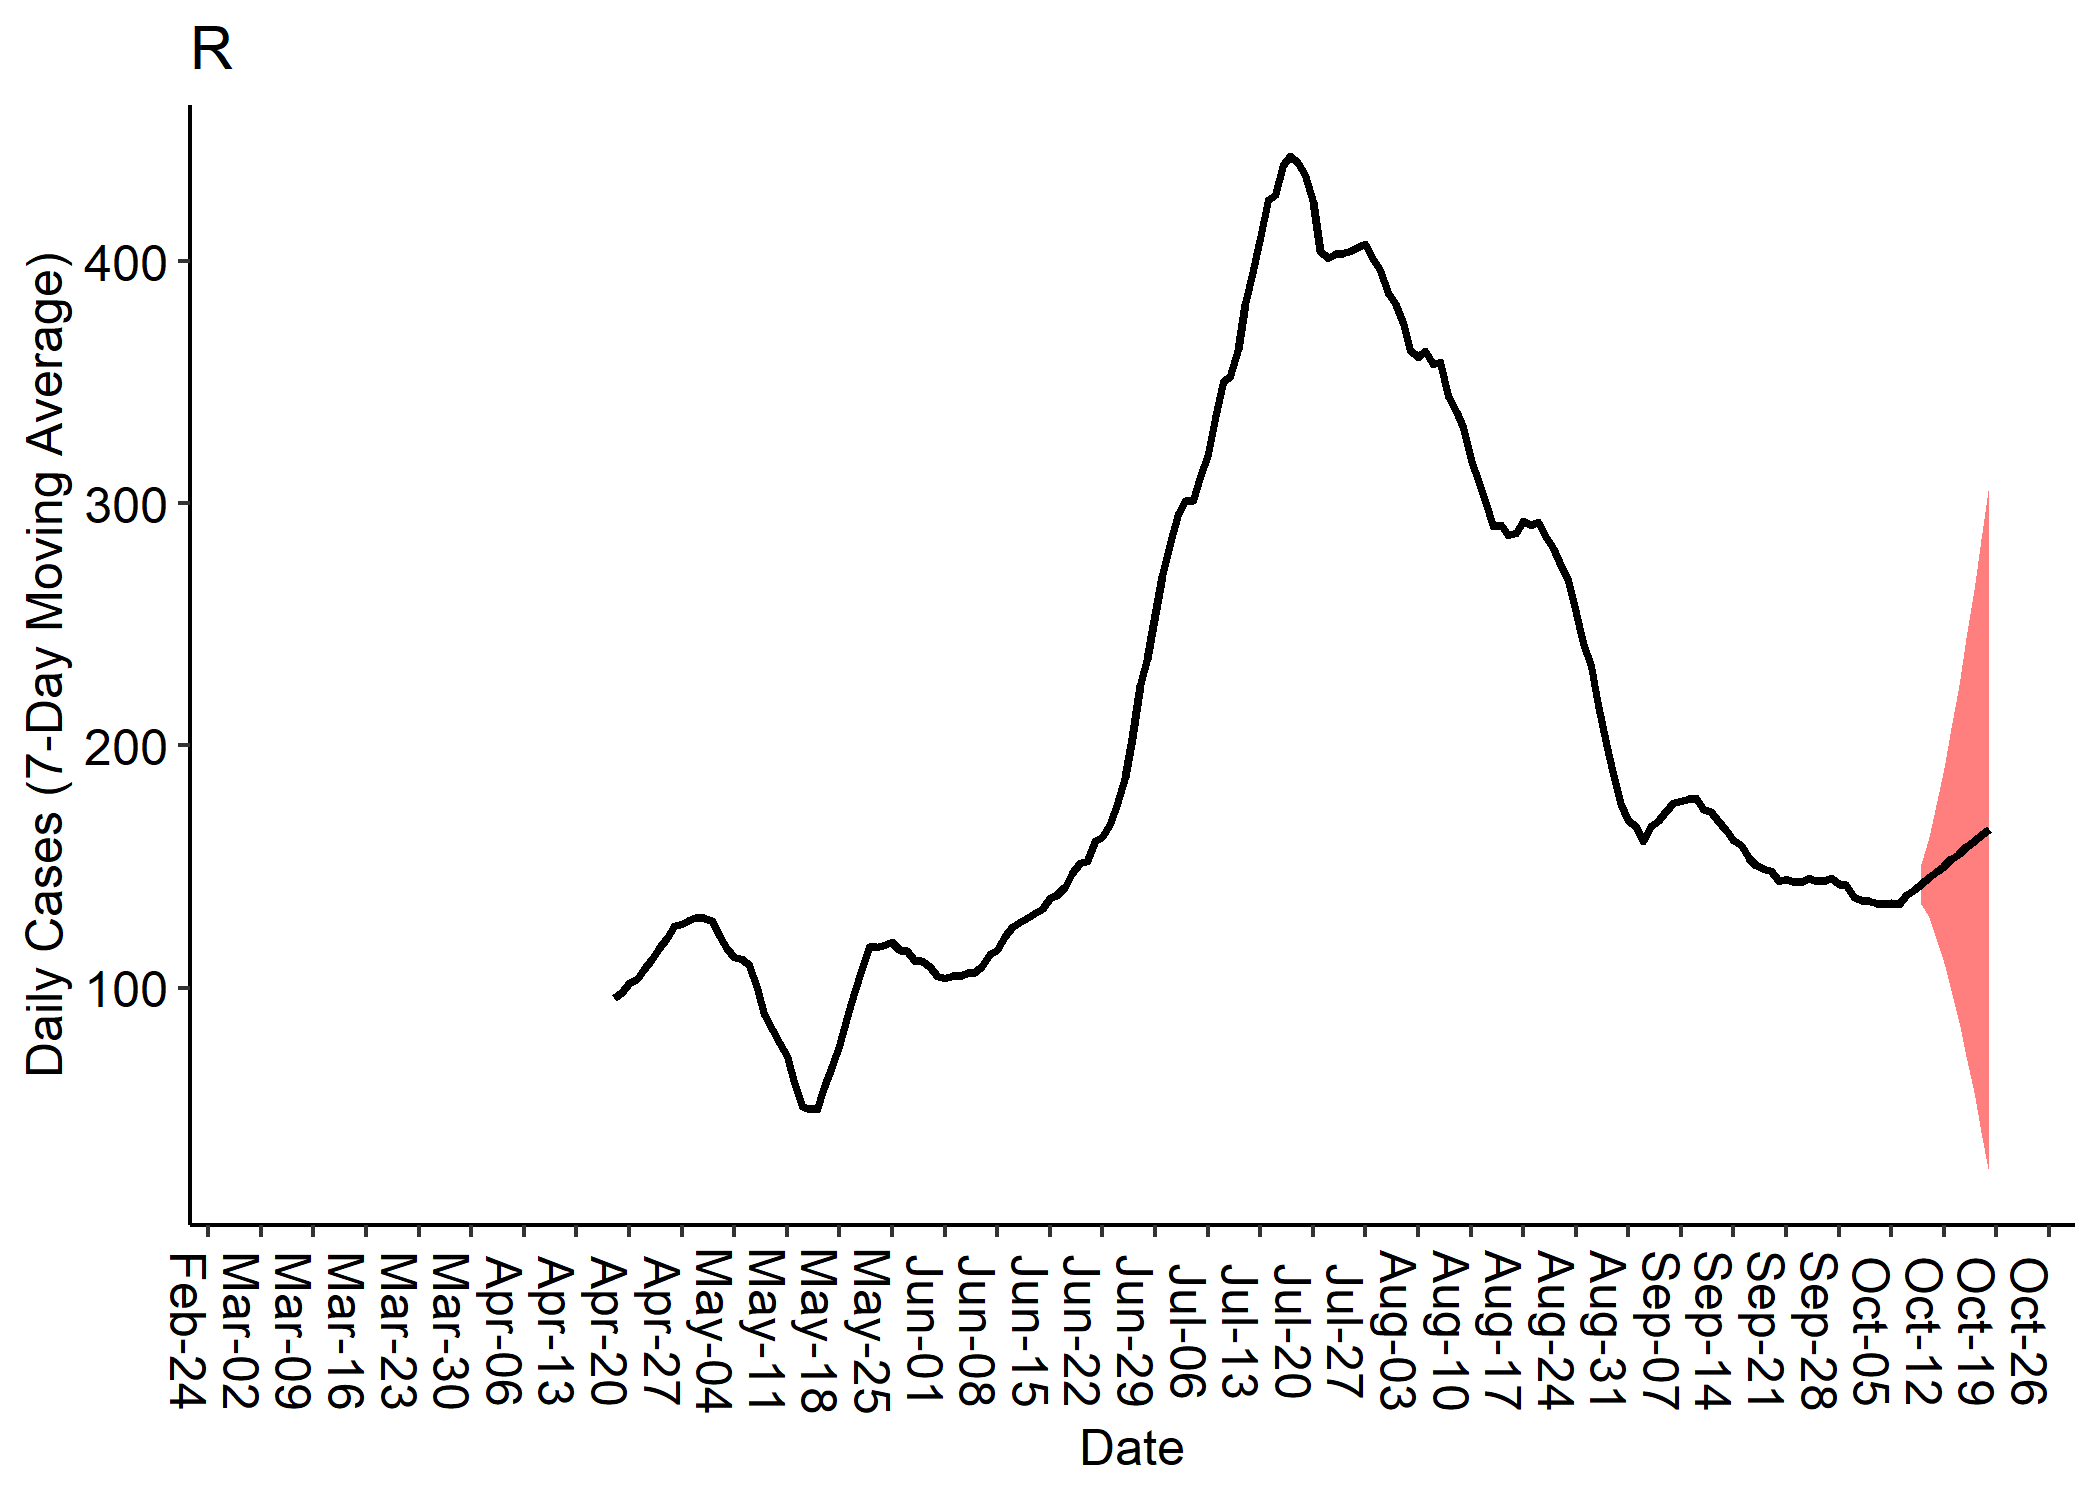 R
Daily Cases (7-Day Moving Average)
400
300
200
100
Feb-24
Mar-02
Mar-09
Mar-16
Mar-23
Mar-30
Apr-06
Apr-13
Apr-20
Apr-27
May-04
May-11
May-18
May-25
Jun-01
Jun-08
Jun-15
Jun-22
Jun-29
Jul-06
Jul-13
Jul-20
Jul-27
Aug-03
Aug-10
Aug-17
Aug-24
Aug-31
Sep-07
Sep-14
Sep-21
Sep-28
Oct-05
Oct-12
Oct-19
Oct-26
Date